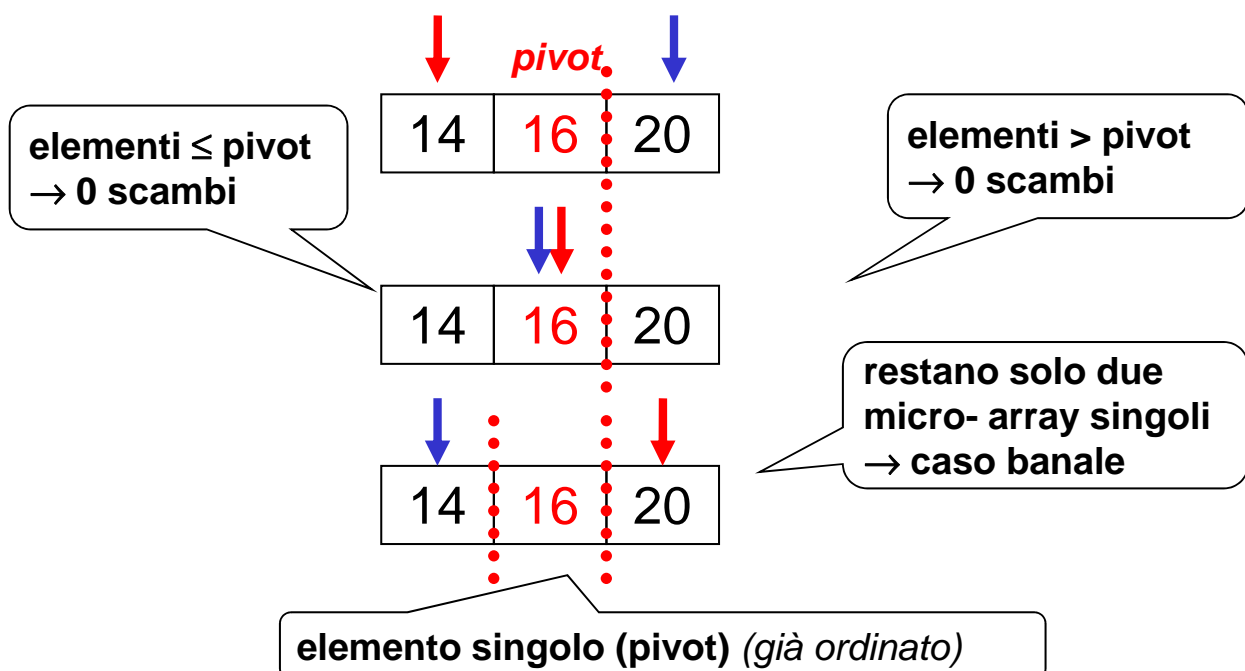 pivot
14 16 20
elementi ≤ pivot
→ 0 scambi
elementi > pivot
→ 0 scambi
14 16 20
restano solo due
micro- array singoli
→ caso banale
14 16 20
elemento singolo (pivot) (già ordinato)